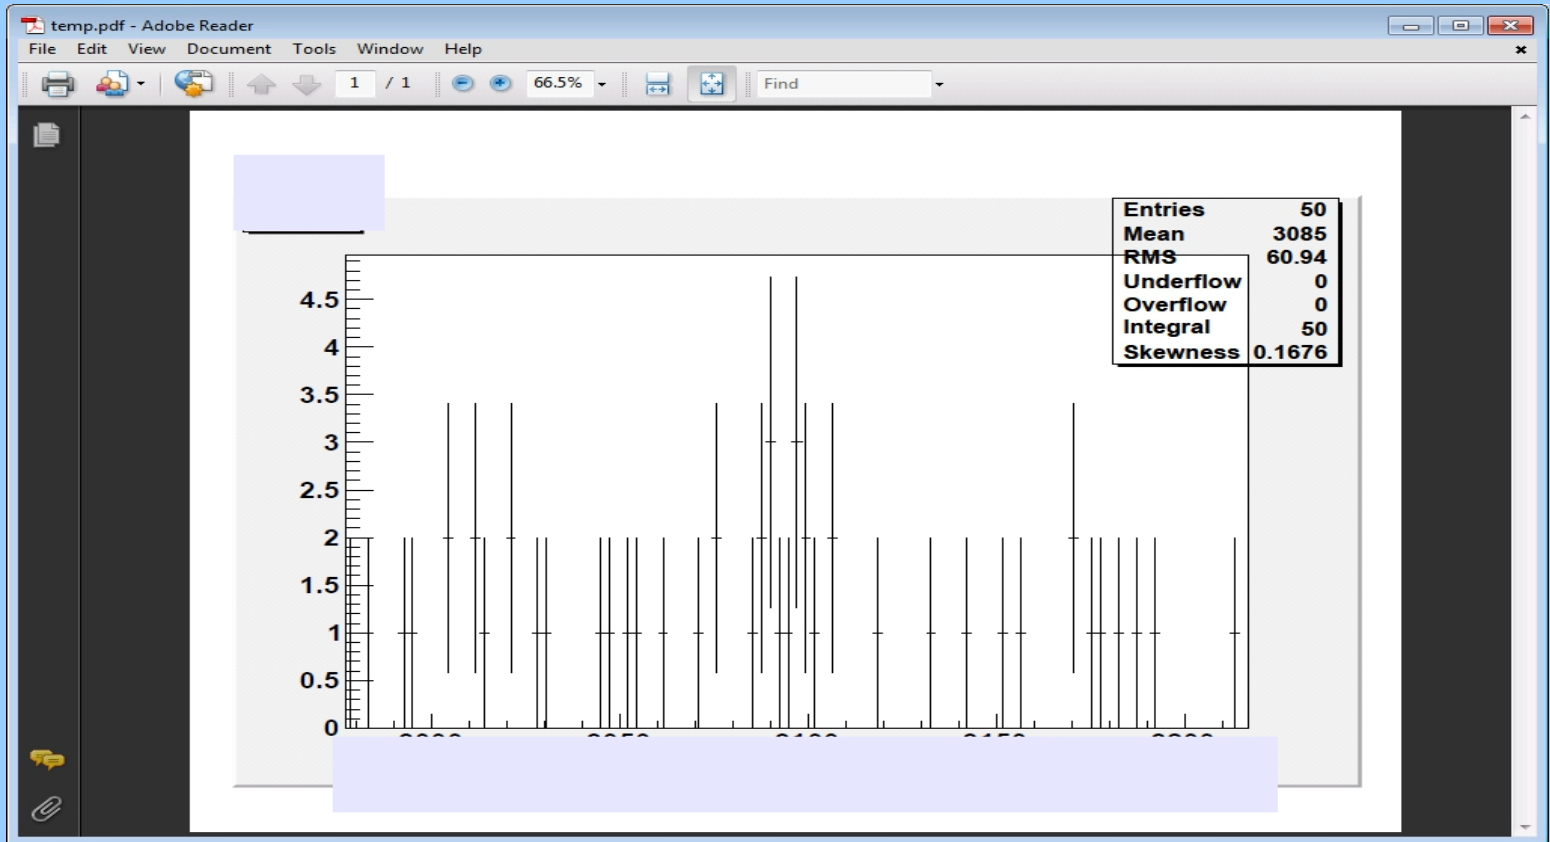 temp.pdf - Adobe Reader
File Edit View Document Tools Window Help
1 / 1 66.5% Find
Entries 50
Mean 3085
RMS 60.94
Underflow 0
Overflow 0
Integral 50
Skewness 0.1676
4.5
4
3.5
3
2.5
2
1.5
1
0.5
0